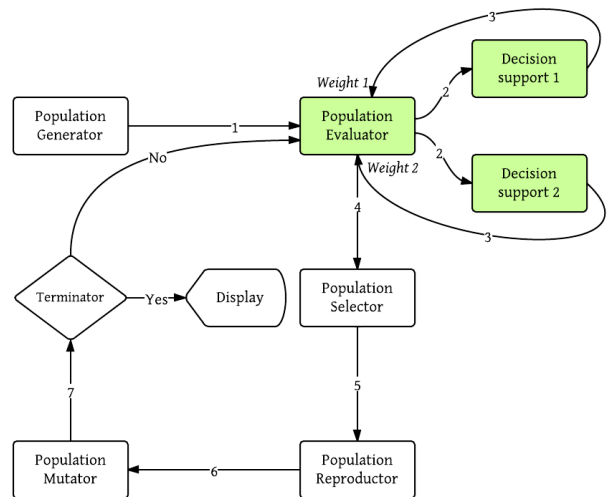 3
Decision
support 1
Weight 1
2
Population
Generator
1
Population
Evaluator
No
2
Weight 2
Decision
support 2
4
3
Terminator
Yes
Display
Population
Selector
7
5
Population
Mutator
6
Population
Reproductor